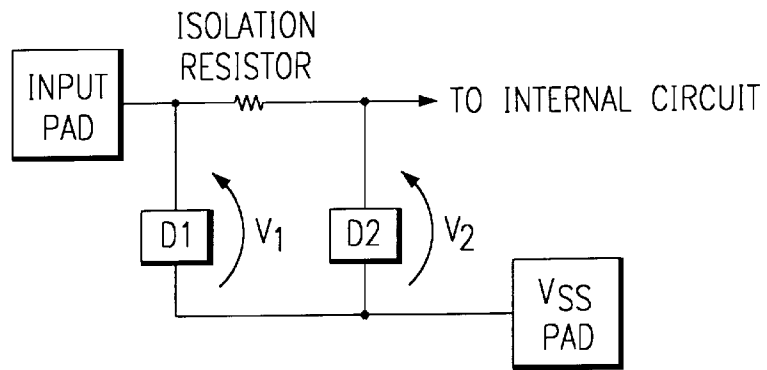 ISOLATION
RESISTOR
INPUT
PAD
TO INTERNAL CIRCUIT
D1
V1
D2
V2
VSS
PAD